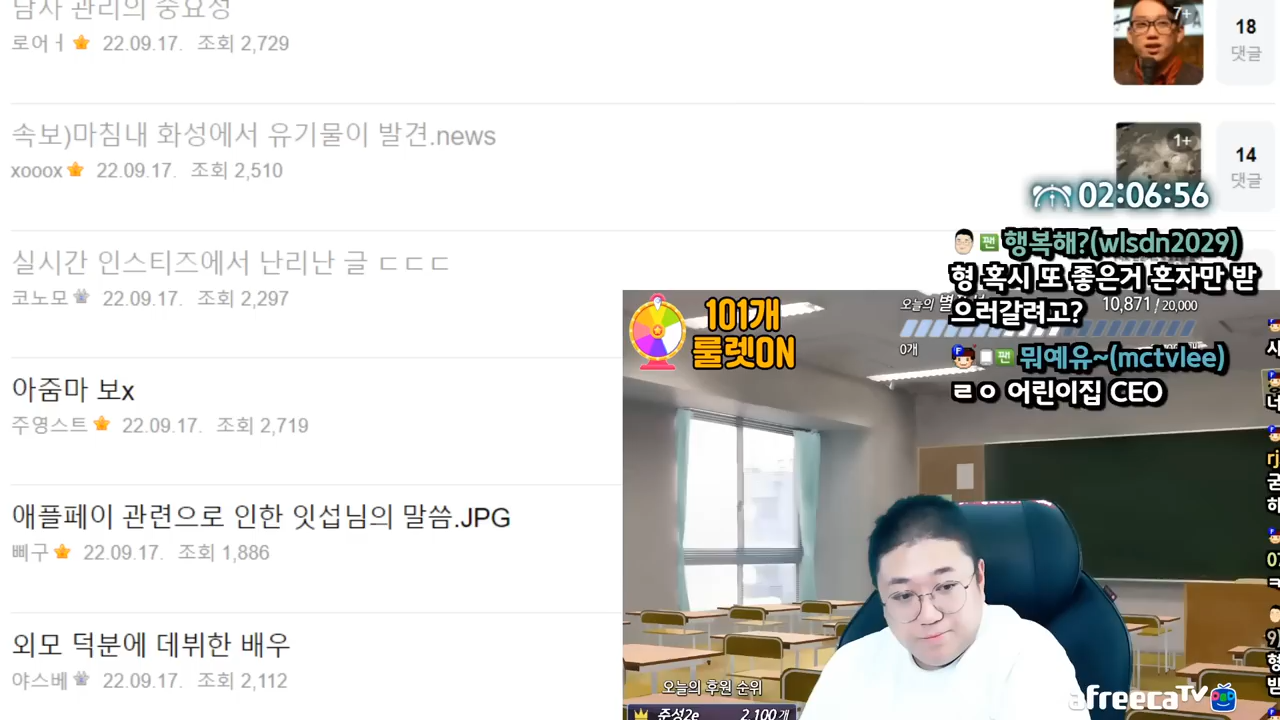 남자 관리의 중요성
로어ㅕ 22.09.17. 조회 2,729
7+
18
댓글
속보)마침내 화성에서 유기물이 발견.news
xooox 22.09.17. 조회 2,510
1+
14
댓글
02:06:56
실시간 인스티즈에서 난리난 글 ㄷㄷㄷ
코노모 22.09.17. 조회 2,297
팬 행복해?(wlsdn2029)
형 혹시 또 좋은거 혼자만 받
으러갈려고?
101개
룰렛ON
오늘의
10,871 / 20,000
0개
F 팬 뭐예유~(mctvlee)
ㄹㅇ 어린이집 CEO
아줌마 보x
주영스트 22.09.17. 조회 2,719
애플페이 관련으로 인한 잇섭님의 말씀.JPG
삐구 22.09.17. 조회 1,886
외모 덕분에 데뷔한 배우
야스베 22.09.17. 조회 2,112
오늘의 후원 순위
준성2e 2,100개
afreecaTV